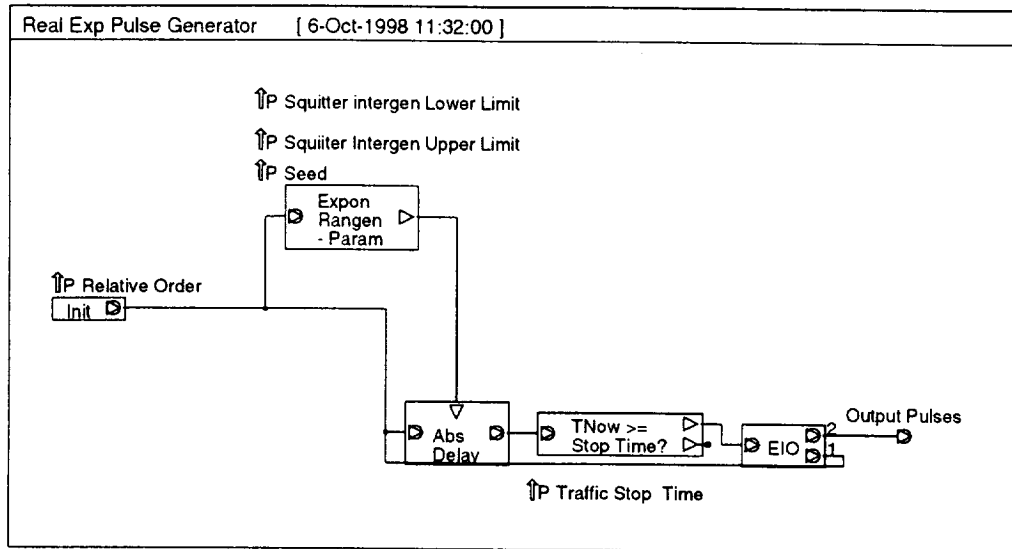 Real Exp Pulse Generator [ 6-Oct-1998 11:32:00 ]
⇑P Squitter intergen Lower Limit
⇑P Squiiter Intergen Upper Limit
⇑P Seed
Expon
Rangen
- Param
⇑P Relative Order
Init
Abs
Delay
TNow >=
Stop Time?
EIO
2
1
Output Pulses
⇑P Traffic Stop Time